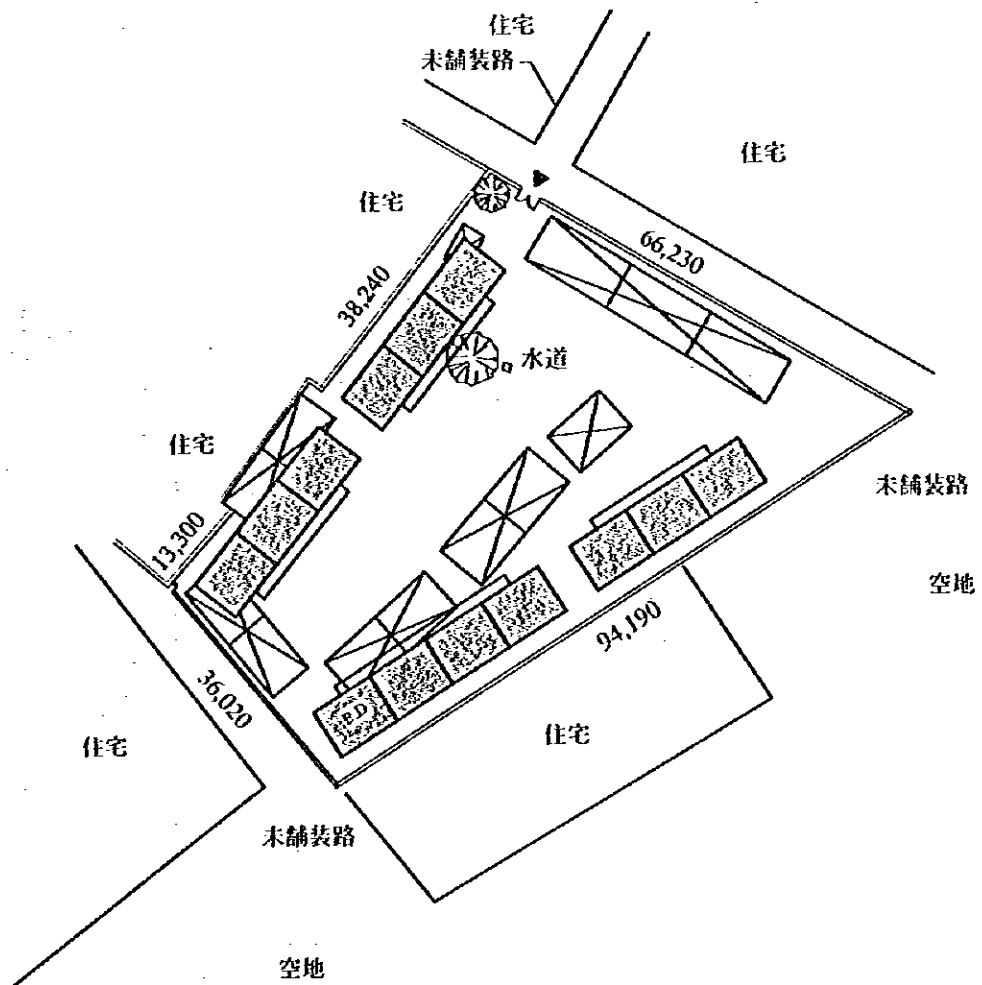 住宅
未舗装路
住宅
住宅
66,230
38,240
水道
住宅
未舗装路
13,300
空地
94,190
36,020
P.D
住宅
住宅
未舗装路
空地